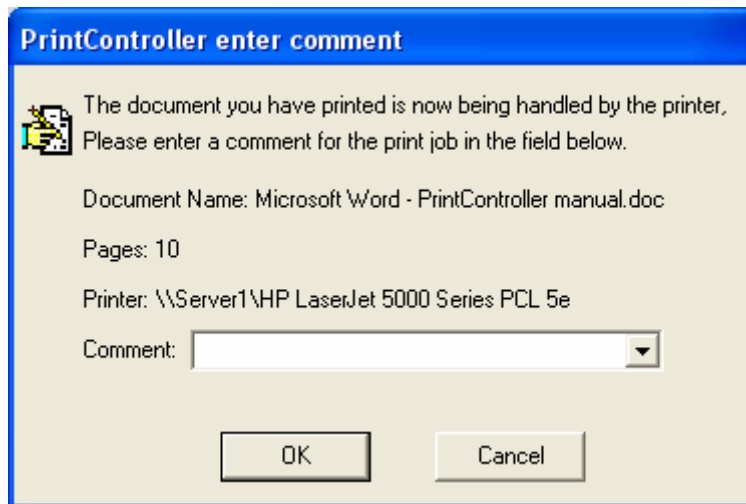 PrintController enter comment
The document you have printed is now being handled by the printer,
Please enter a comment for the print job in the field below.
Document Name: Microsoft Word - PrintController manual.doc
Pages: 10
Printer: \\Server1\HP LaserJet 5000 Series PCL 5e
Comment:
OK Cancel